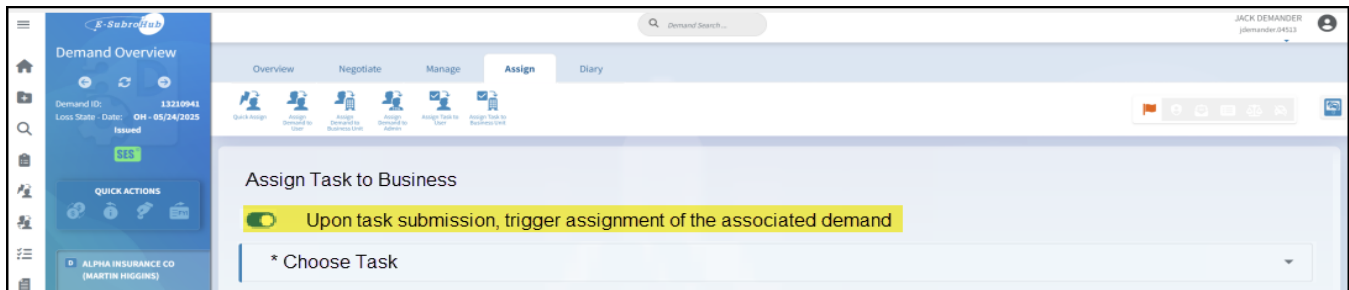 E-SubroHub
Demand Search ...
JACK DEMANDER
jdemander.04513
Demand Overview
Overview Negotiate Manage Assign Diary
Demand ID: 13210941
Loss State - Date: OH - 05/24/2025
Issued
Quick Assign
Assign Demand to User
Assign Demand to Business Unit
Assign Demand to Admin
Assign Task to User
Assign Task to Business Unit
SES
QUICK ACTIONS
Assign Task to Business
Upon task submission, trigger assignment of the associated demand
* Choose Task
D ALPHA INSURANCE CO
(MARTIN HIGGINS)